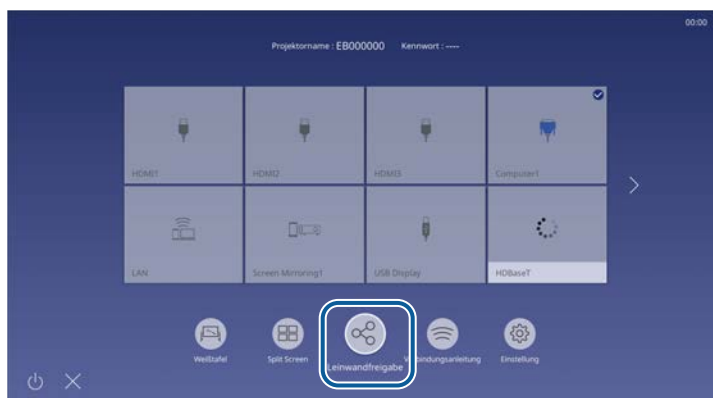 00:00
Projektorname : EB000000 Kennwort : ----
HDMI1 HDMI2 HDMI3 Computer1
LAN Screen Mirroring1 USB Display HDBaseT
Weißtafel Split Screen Leinwandfreigabe Verbindungsanleitung Einstellung